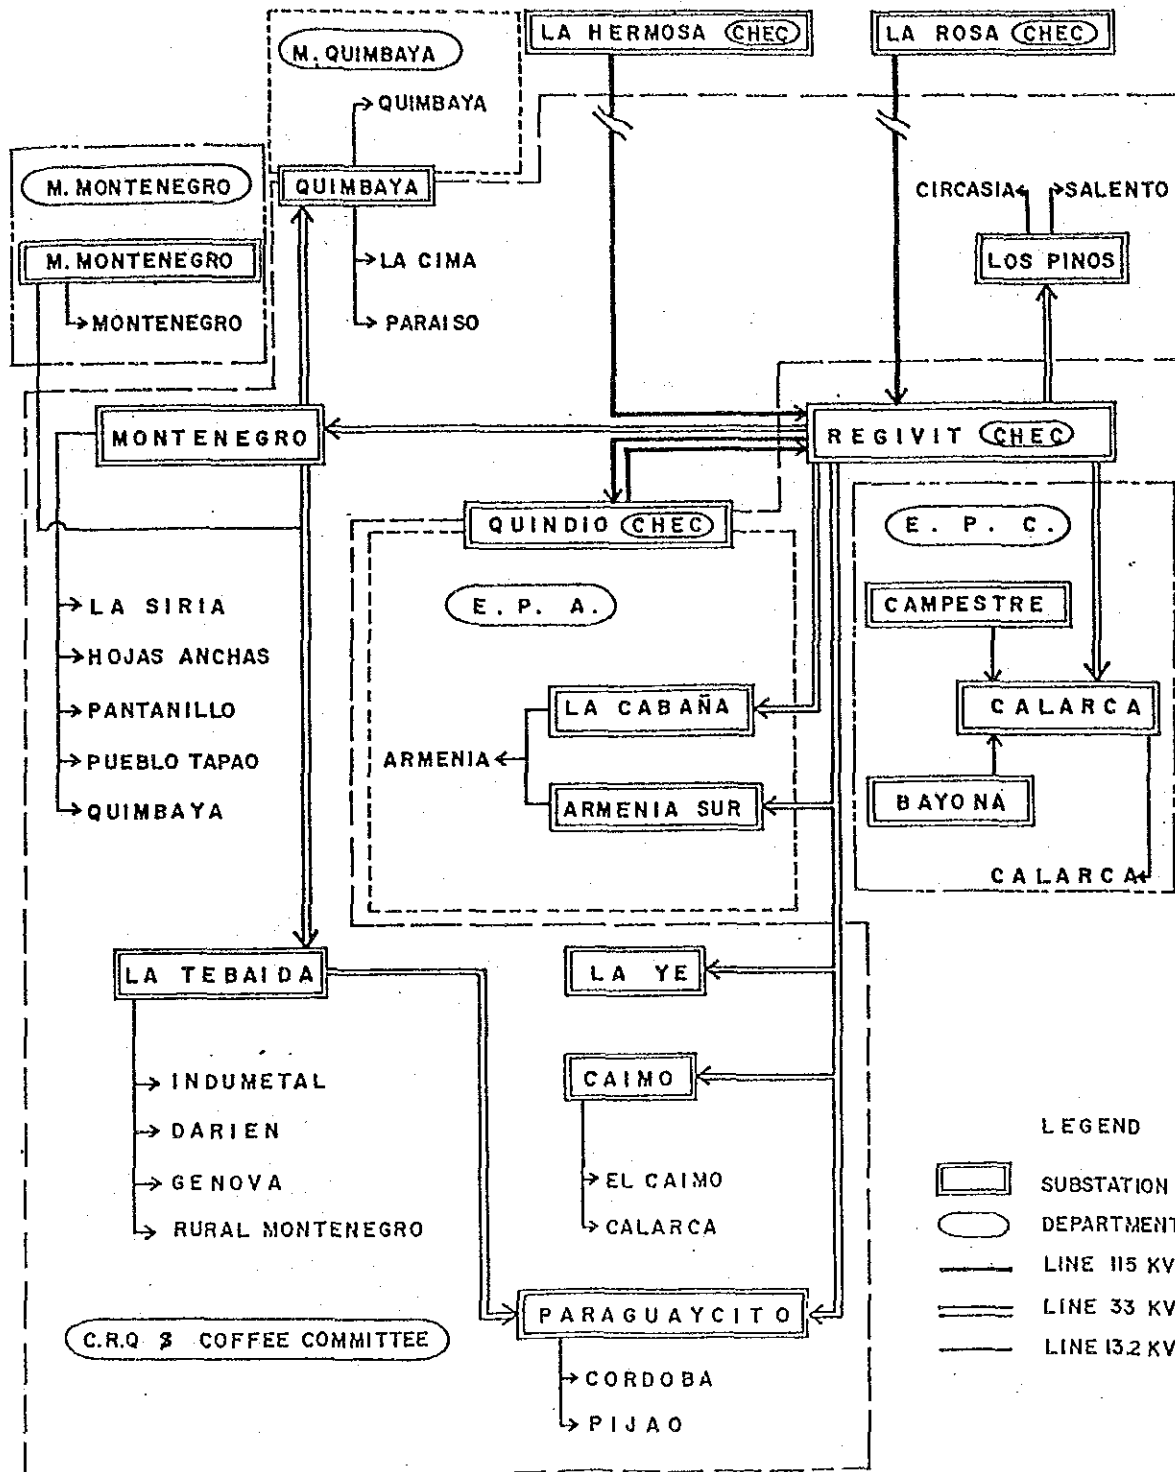 LA HERMOSA CHEC
LA ROSA CHEC
M. QUIMBAYA
QUIMBAYA
M. MONTENEGRO
QUIMBAYA
CIRCASIA
SALENTO
M. MONTENEGRO
LA CIMA
LOS PINOS
MONTENEGRO
PARAISO
MONTENEGRO
REGIVIT CHEC
QUINDIO CHEC
E. P. C.
E. P. A.
CAMPESTRE
LA SIRIA
HOJAS ANCHAS
PANTANILLO
PUEBLO TAPAO
QUIMBAYA
LA CABAÑA
CALARCA
ARMENIA
ARMENIA SUR
BAYONA
CALARCA
LA TEBAIDA
LA YE
INDUMETAL
DARIEN
GENOVA
RURAL MONTENEGRO
CAIMO
EL CAIMO
CALARCA
LEGEND
SUBSTATION
DEPARTMENT
LINE 115 KV
LINE 33 KV
LINE 13.2 KV
PARAGUAYCITO
C.R.Q & COFFEE COMMITTEE
CORDOBA
PIJAO